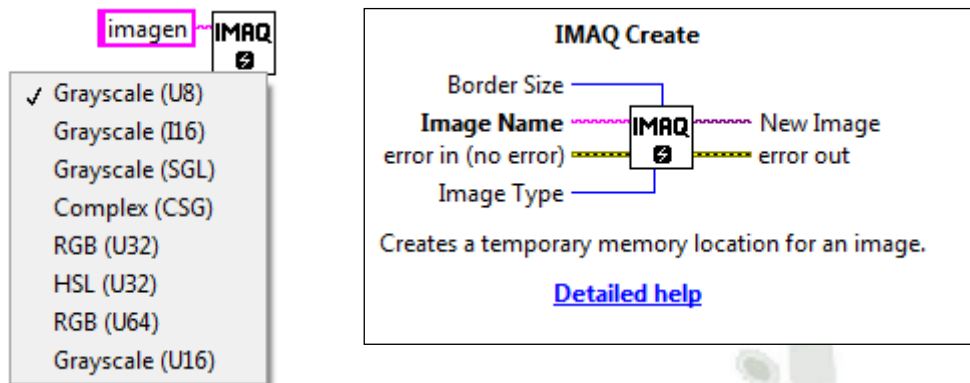 imagen
IMAQ
✓ Grayscale (U8)
Grayscale (I16)
Grayscale (SGL)
Complex (CSG)
RGB (U32)
HSL (U32)
RGB (U64)
Grayscale (U16)
IMAQ Create
Border Size
Image Name
IMAQ
New Image
error in (no error)
error out
Image Type
Creates a temporary memory location for an image.
Detailed help